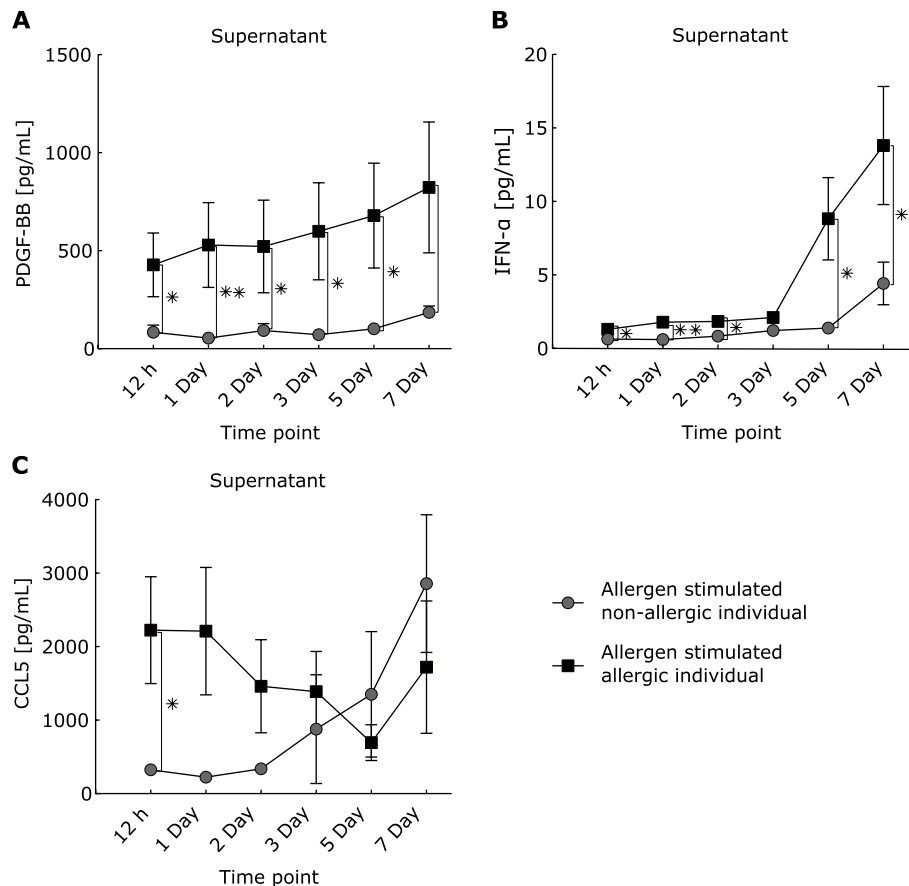 A
Supernatant
PDGF-BB [pg/mL]
1500
1000
500
0
12 h
1 Day
2 Day
3 Day
5 Day
7 Day
Time point
B
Supernatant
IFN-α [pg/mL]
20
15
10
5
0
12 h
1 Day
2 Day
3 Day
5 Day
7 Day
Time point
C
Supernatant
CCL5 [pg/mL]
4000
3000
2000
1000
0
12 h
1 Day
2 Day
3 Day
5 Day
7 Day
Time point
Allergen stimulated
non-allergic individual
Allergen stimulated
allergic individual